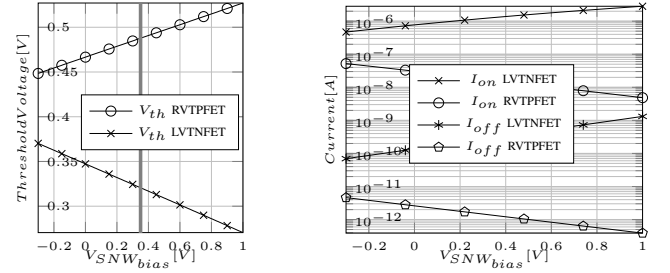 0.5
0.45
0.35
0.3
ThresholdVoltage[V]
V_th RVTPFET
V_th LVTNFET
−0.2 0 0.2 0.4 0.6 0.8 1
V_SNW_bias [V]
10^−6
10^−7
10^−8
10^−9
10^−10
10^−11
10^−12
Current[A]
I_on LVTNFET
I_on RVTPFET
I_off LVTNFET
I_off RVTPFET
−0.2 0 0.2 0.4 0.6 0.8 1
V_SNW_bias [V]